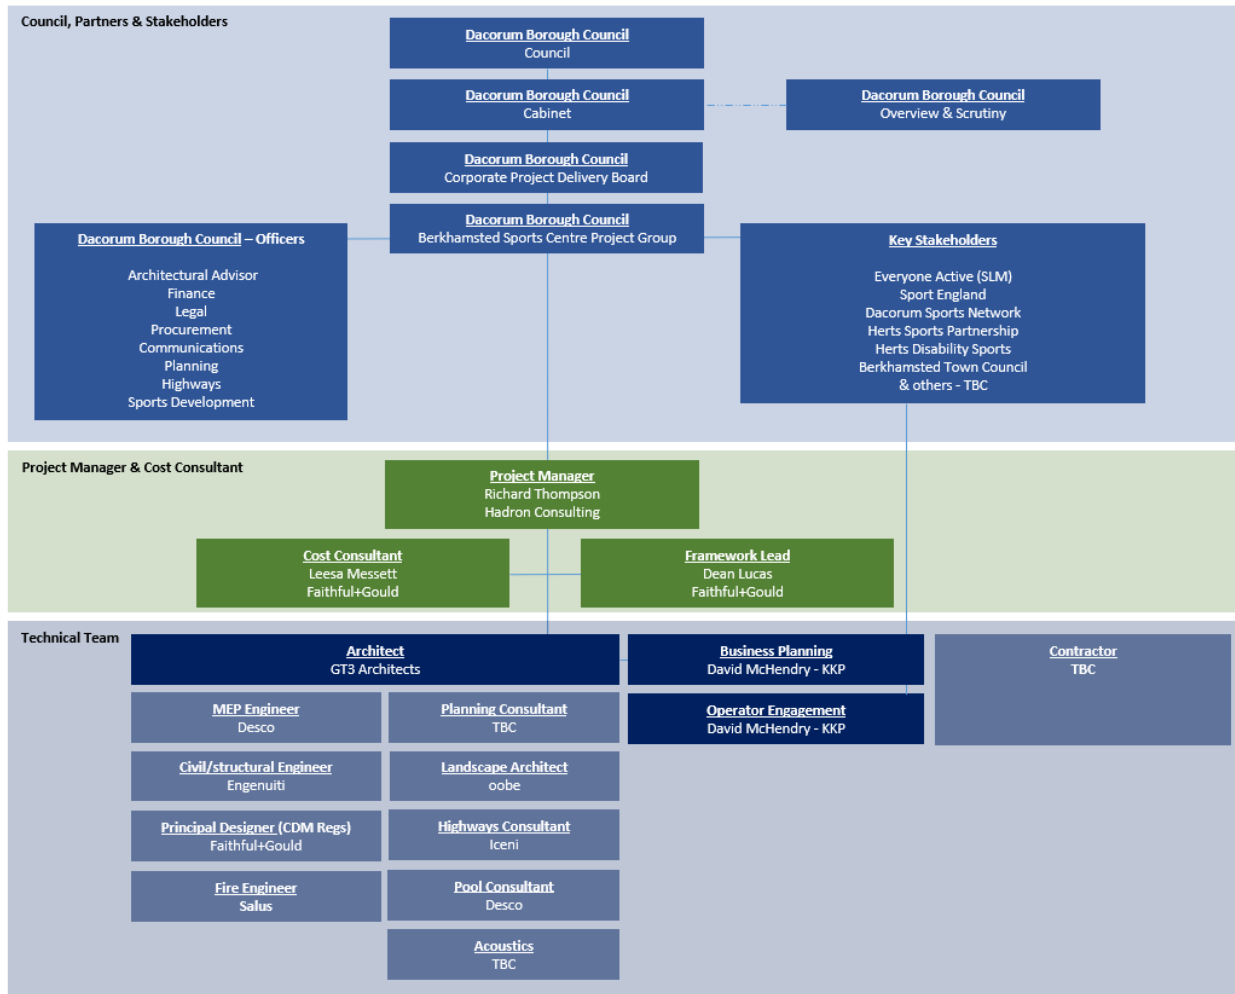 Council, Partners & Stakeholders
Dacorum Borough Council
Council
Dacorum Borough Council
Cabinet
Dacorum Borough Council
Overview & Scrutiny
Dacorum Borough Council
Corporate Project Delivery Board
Dacorum Borough Council
Berkhamsted Sports Centre Project Group
Dacorum Borough Council – Officers
Architectural Advisor
Finance
Legal
Procurement
Communications
Planning
Highways
Sports Development
Key Stakeholders
Everyone Active (SLM)
Sport England
Dacorum Sports Network
Herts Sports Partnership
Herts Disability Sports
Berkhamsted Town Council
& others - TBC
Project Manager & Cost Consultant
Project Manager
Richard Thompson
Hadron Consulting
Cost Consultant
Leesa Messett
Faithful+Gould
Framework Lead
Dean Lucas
Faithful+Gould
Technical Team
Architect
GT3 Architects
Business Planning
David McHendry - KKP
Contractor
TBC
MEP Engineer
Desco
Planning Consultant
TBC
Operator Engagement
David McHendry - KKP
Civil/structural Engineer
Engenuiti
Landscape Architect
oobe
Principal Designer (CDM Regs)
Faithful+Gould
Highways Consultant
Iceni
Fire Engineer
Salus
Pool Consultant
Desco
Acoustics
TBC